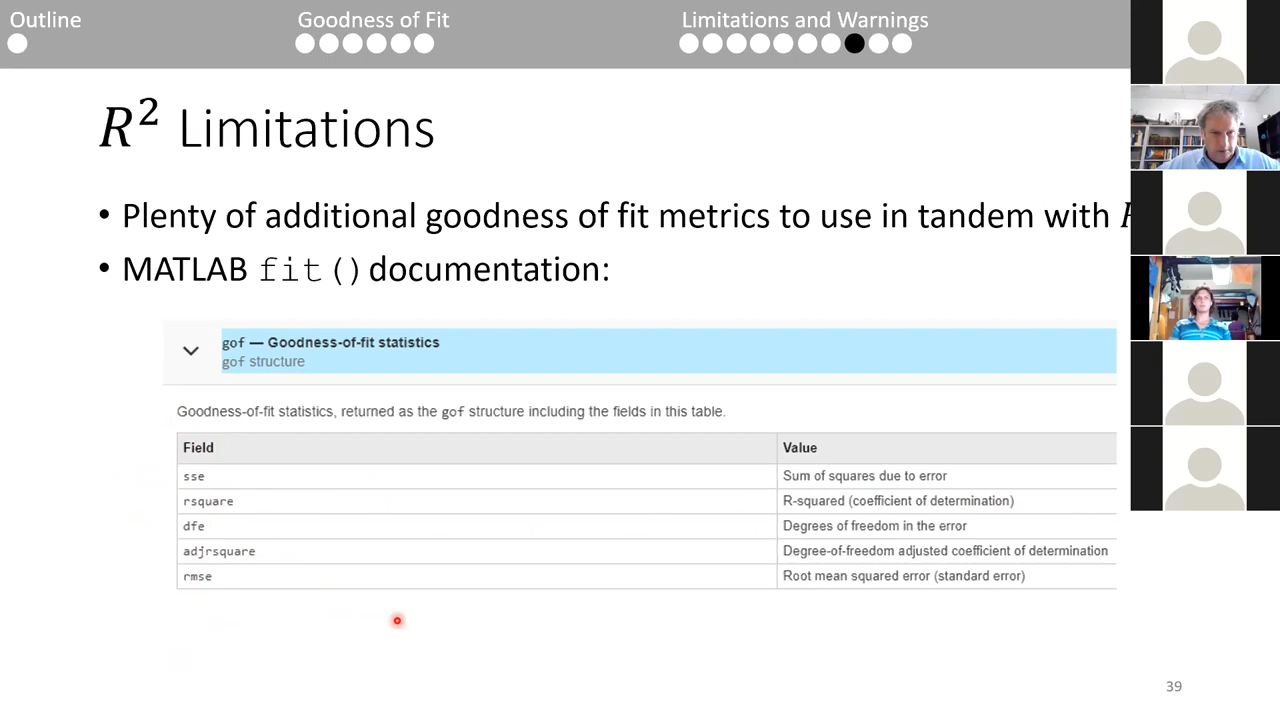 Outline
Goodness of Fit
Limitations and Warnings
R² Limitations
• Plenty of additional goodness of fit metrics to use in tandem with
• MATLAB fit() documentation:
gof — Goodness-of-fit statistics
gof structure
Goodness-of-fit statistics, returned as the gof structure including the fields in this table.
Field Value
sse Sum of squares due to error
rsquare R-squared (coefficient of determination)
dfe Degrees of freedom in the error
adjrsquare Degree-of-freedom adjusted coefficient of determination
rmse Root mean squared error (standard error)
39